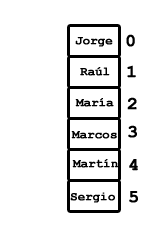 Jorge 0
Raúl 1
María 2
Marcos 3
Martín 4
Sergio 5